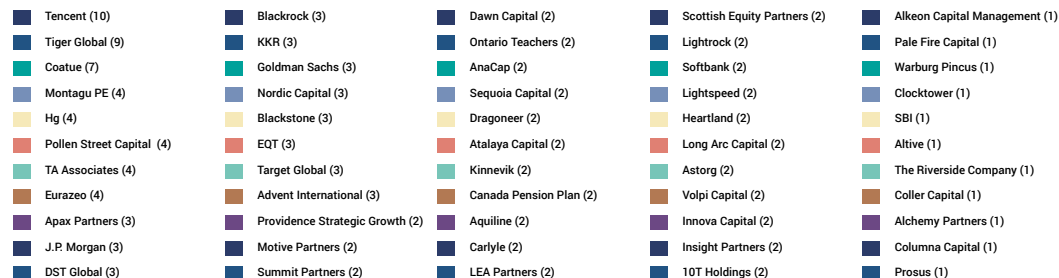 Tencent (10)
Tiger Global (9)
Coatue (7)
Montagu PE (4)
Hg (4)
Pollen Street Capital (4)
TA Associates (4)
Eurazeo (4)
Apax Partners (3)
J.P. Morgan (3)
DST Global (3)
Blackrock (3)
KKR (3)
Goldman Sachs (3)
Nordic Capital (3)
Blackstone (3)
EQT (3)
Target Global (3)
Advent International (3)
Providence Strategic Growth (2)
Motive Partners (2)
Summit Partners (2)
Dawn Capital (2)
Ontario Teachers (2)
AnaCap (2)
Sequoia Capital (2)
Dragoneer (2)
Atalaya Capital (2)
Kinnevik (2)
Canada Pension Plan (2)
Aquiline (2)
Carlyle (2)
LEA Partners (2)
Scottish Equity Partners (2)
Lightrock (2)
Softbank (2)
Lightspeed (2)
Heartland (2)
Long Arc Capital (2)
Astorg (2)
Volpi Capital (2)
Innova Capital (2)
Insight Partners (2)
10T Holdings (2)
Alkeon Capital Management (1)
Pale Fire Capital (1)
Warburg Pincus (1)
Clocktower (1)
SBI (1)
Altive (1)
The Riverside Company (1)
Coller Capital (1)
Alchemy Partners (1)
Columna Capital (1)
Prosus (1)